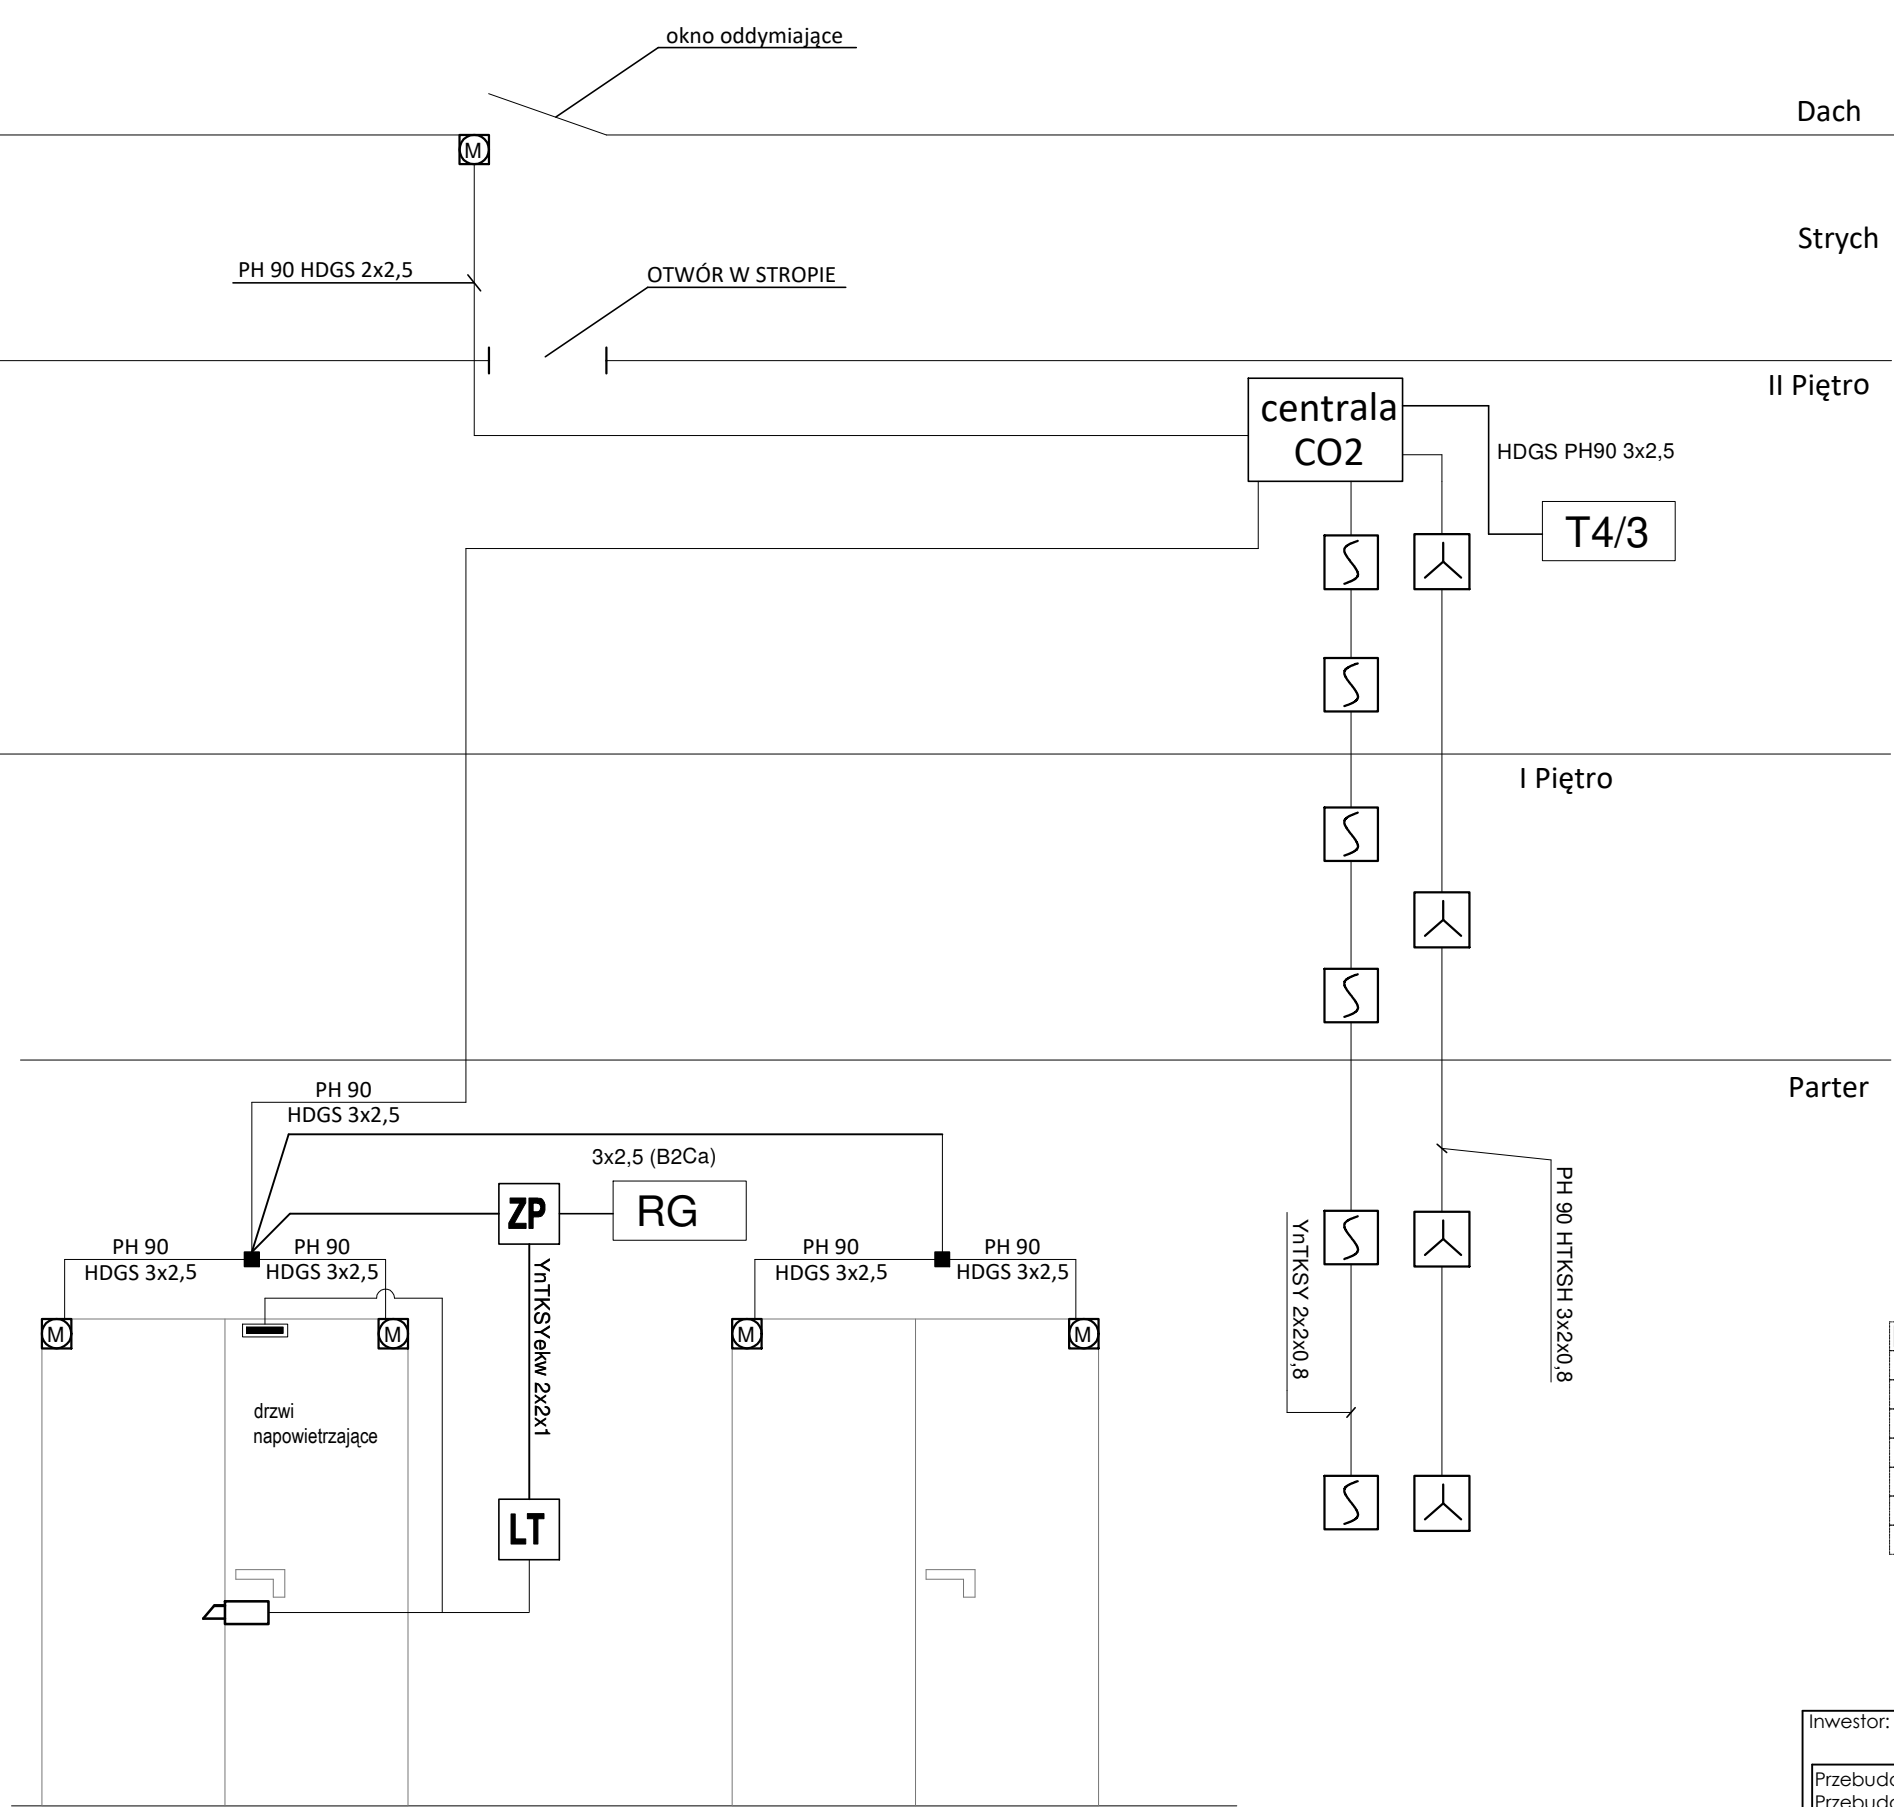 okno oddymiające
Dach
M
Strych
PH 90 HDGS 2x2,5
OTWÓR W STROPIE
II Piętro
centrala
CO2
HDGS PH90 3x2,5
T4/3
I Piętro
Parter
PH 90
HDGS 3x2,5
3x2,5 (B2Ca)
ZP
RG
PH 90
HDGS 3x2,5
PH 90
HDGS 3x2,5
PH 90
HDGS 3x2,5
PH 90
HDGS 3x2,5
YnTKSYekw 2x2x1
YnTKSY 2x2x0,8
PH 90 HTKSH 3x2x0,8
M
M
M
M
drzwi
napowietrzające
LT
Inwestor:
Przebudo
Przebudo